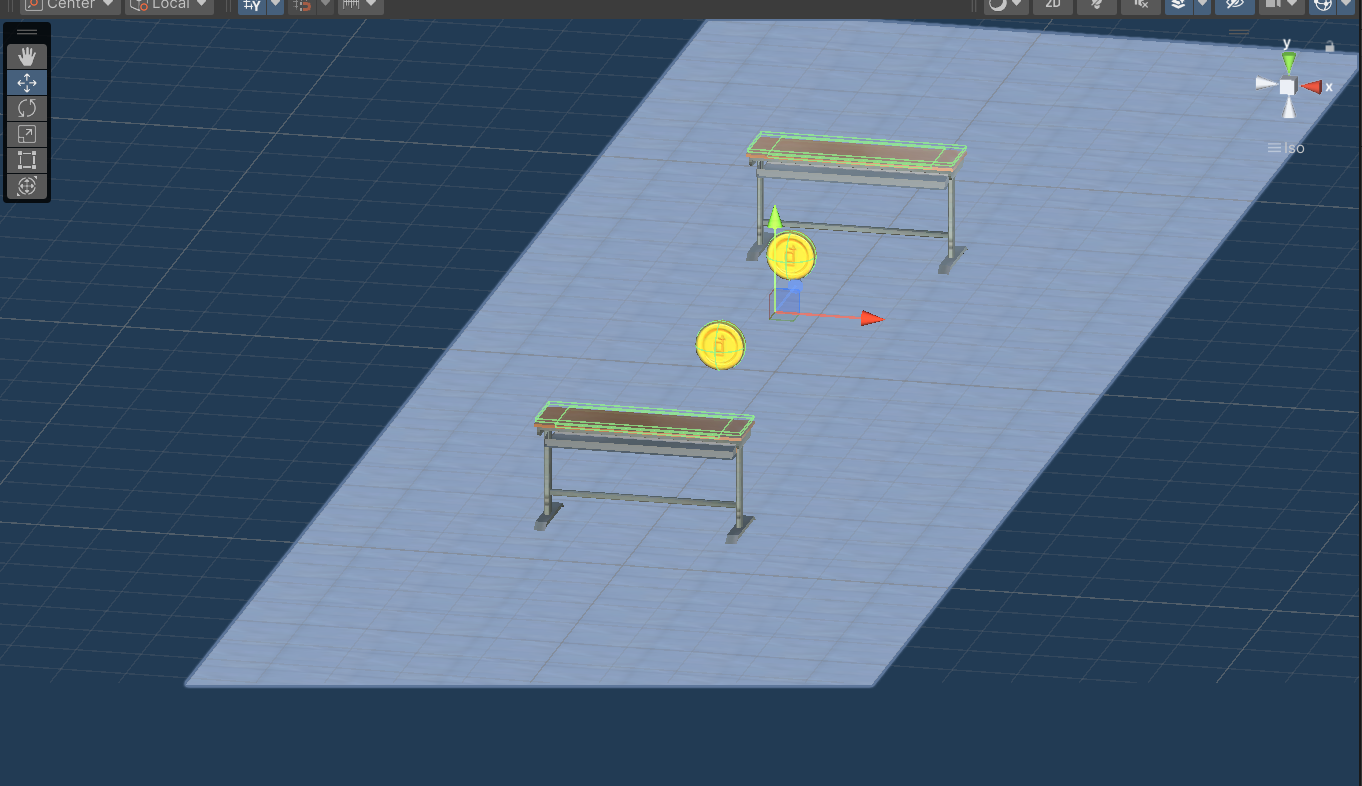 Center
Local
2D
y
x
Iso